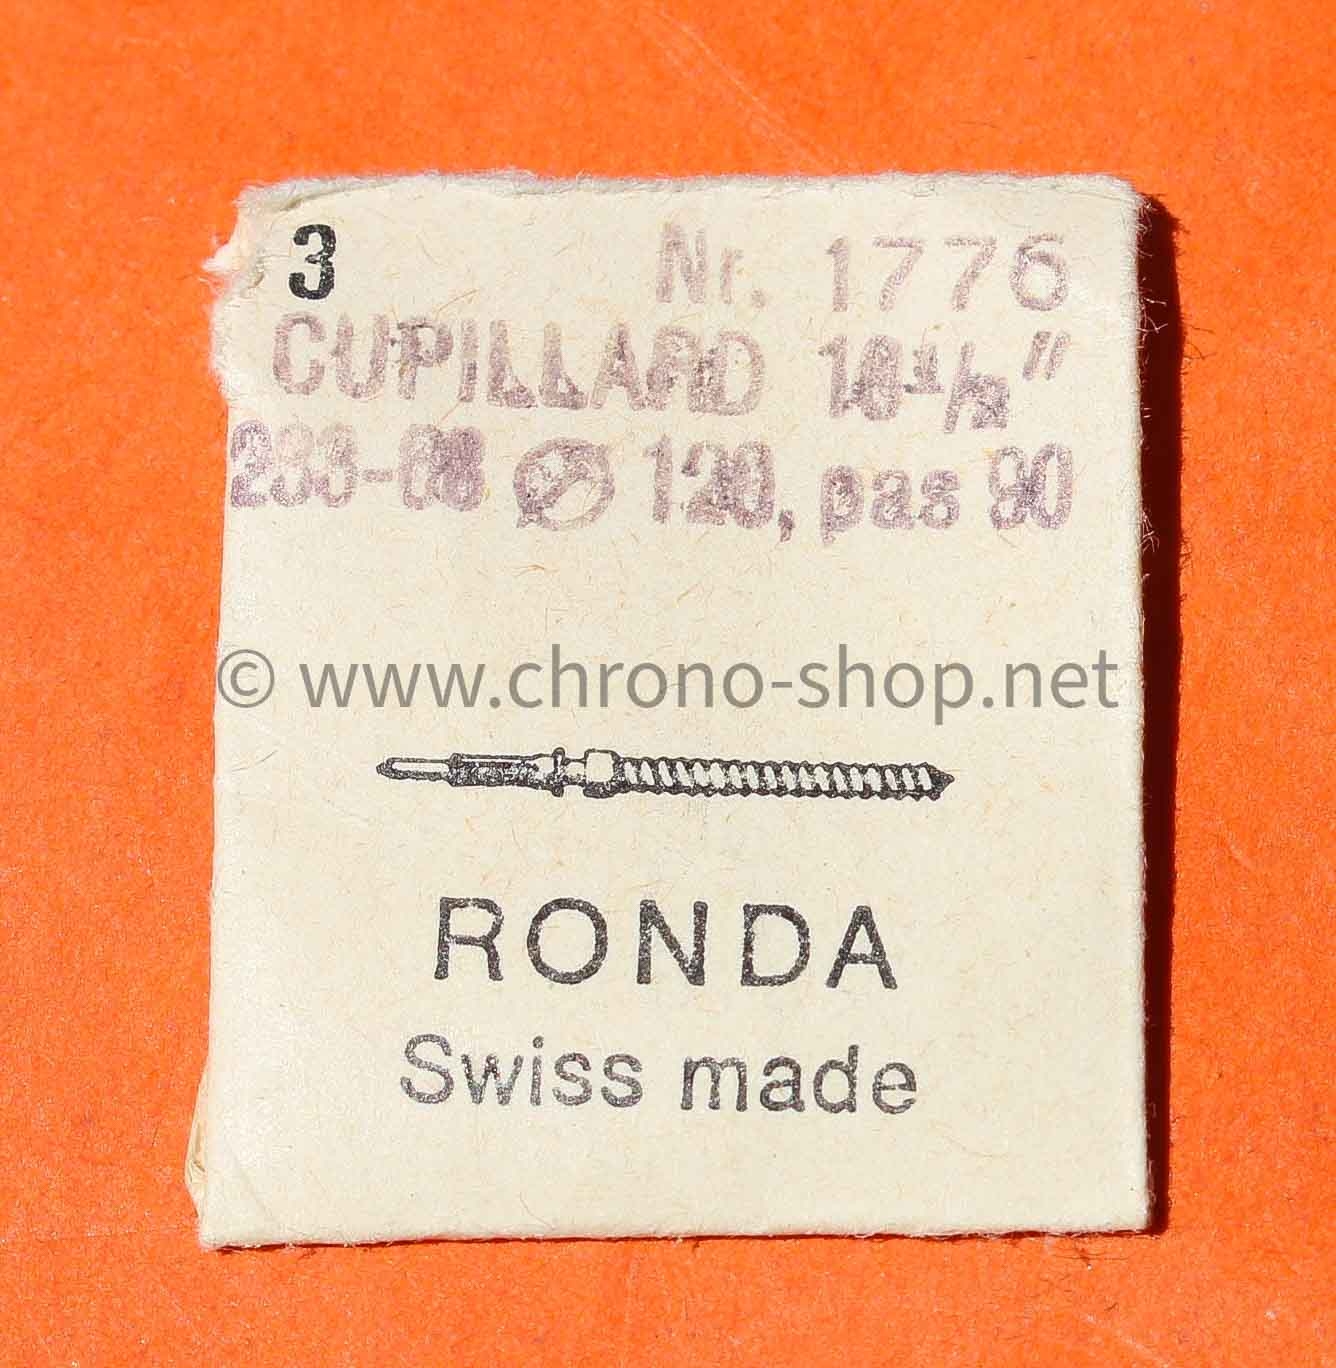 3 Nr. 1776
CUPILLARD
Ø 120, pas 90
© www.chrono-shop.net
RONDA
Swiss made